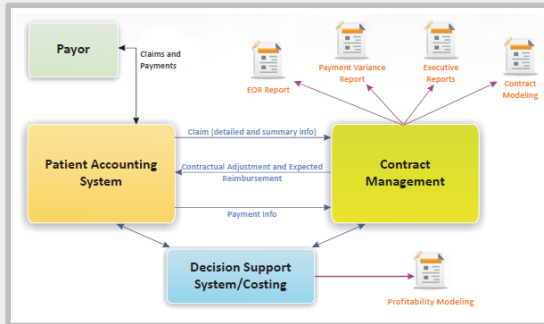 Payor
Claims and
Payments
EOR Report
Payment Variance
Report
Executive
Reports
Contract
Modeling
Patient Accounting
System
Claim (detailed and summary info)
Contractual Adjustment and Expected
Reimbursement
Payment Info
Contract
Management
Decision Support
System/Costing
Profitability Modeling